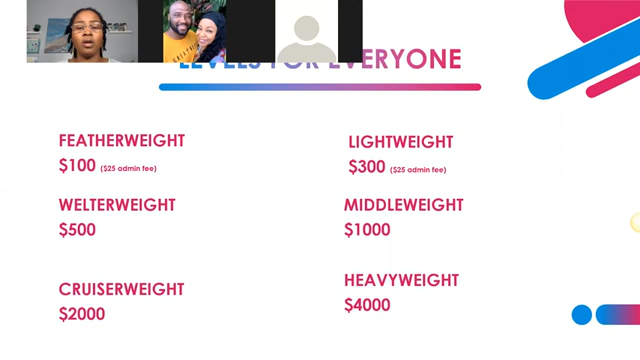 LEVELS FOR EVERYONE
FEATHERWEIGHT
$100 ($25 admin fee)
LIGHTWEIGHT
$300 ($25 admin fee)
WELTERWEIGHT
$500
MIDDLEWEIGHT
$1000
CRUISERWEIGHT
$2000
HEAVYWEIGHT
$4000